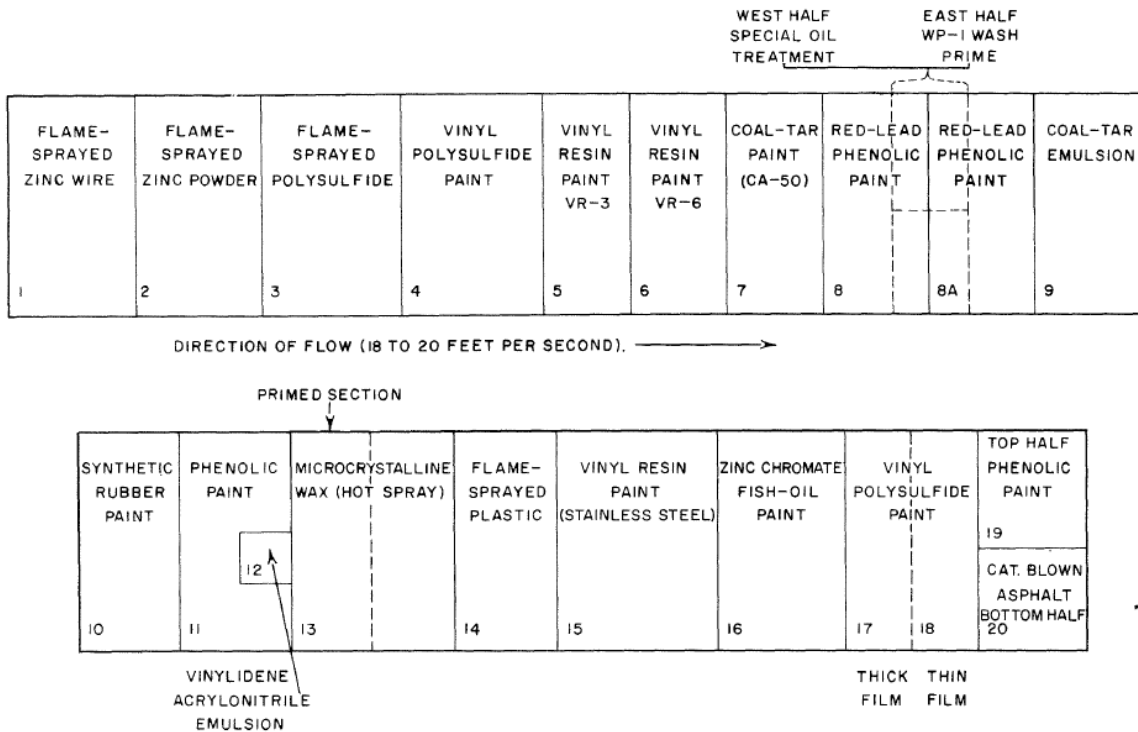 WEST HALF
SPECIAL OIL
TREATMENT
EAST HALF
WP-1 WASH
PRIME
FLAME-
SPRAYED
ZINC WIRE
1
FLAME-
SPRAYED
ZINC POWDER
2
FLAME-
SPRAYED
POLYSULFIDE
3
VINYL
POLYSULFIDE
PAINT
4
VINYL
RESIN
PAINT
VR-3
5
VINYL
RESIN
PAINT
VR-6
6
COAL-TAR
PAINT
(CA-50)
7
RED-LEAD
PHENOLIC
PAINT
8
RED-LEAD
PHENOLIC
PAINT
8A
COAL-TAR
EMULSION
9
DIRECTION OF FLOW (18 TO 20 FEET PER SECOND).
PRIMED SECTION
SYNTHETIC
RUBBER
PAINT
10
PHENOLIC
PAINT
11
12
MICROCRYSTALLINE
WAX (HOT SPRAY)
13
FLAME-
SPRAYED
PLASTIC
14
VINYL RESIN
PAINT
(STAINLESS STEEL)
15
ZINC CHROMATE
FISH-OIL
PAINT
16
VINYL
POLYSULFIDE
PAINT
17
18
TOP HALF
PHENOLIC
PAINT
19
CAT. BLOWN
ASPHALT
BOTTOM HALF
20
VINYLIDENE
ACRYLONITRILE
EMULSION
THICK
FILM
THIN
FILM